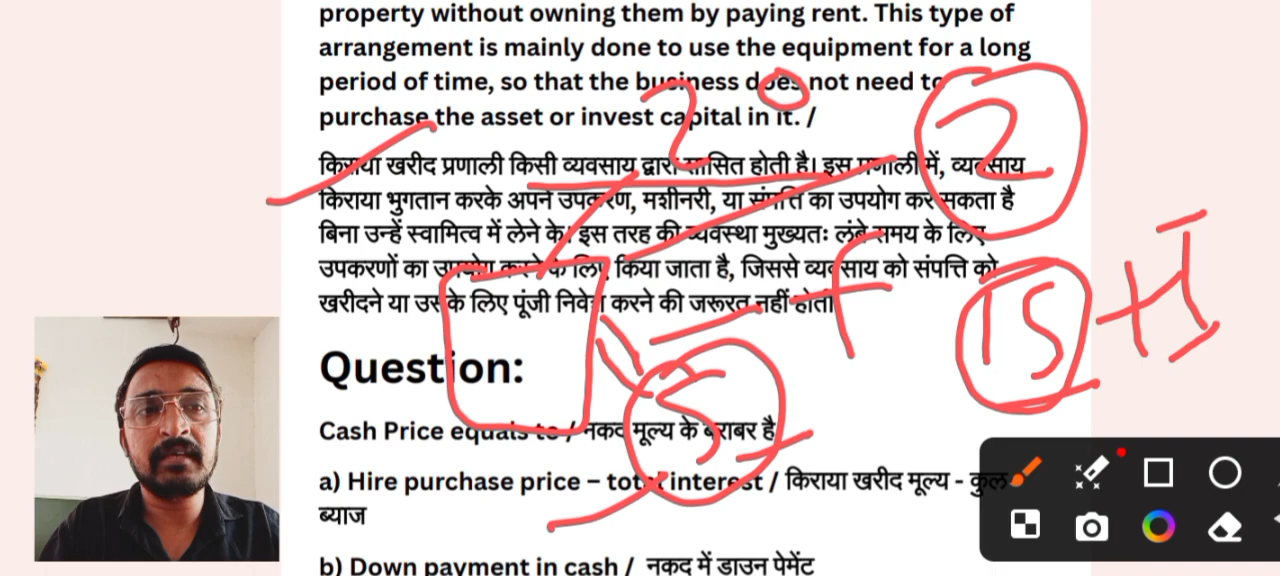 property without owning them by paying rent. This type of
arrangement is mainly done to use the equipment for a long
period of time, so that the business does not need to
purchase the asset or invest capital in it. /
किराया खरीद प्रणाली किसी व्यवसाय द्वारा शासित होती है। इस प्रणाली में, व्यवसाय
किराया भुगतान करके अपने उपकरण, मशीनरी, या संपत्ति का उपयोग कर सकता है
बिना उन्हें स्वामित्व में लेने के। इस तरह की व्यवस्था मुख्यतः लंबे समय के लिए
उपकरणों का उपयोग करने के लिए किया जाता है, जिससे व्यवसाय को संपत्ति को
खरीदने या उसके लिए पूंजी निवेश करने की जरूरत नहीं होती
20
2
15 + I
5
Question:
Cash Price equals to / नकद मूल्य के बराबर है
a) Hire purchase price – total interest / किराया खरीद मूल्य - कुल
ब्याज
b) Down payment in cash / नकद में डाउन पेमेंट